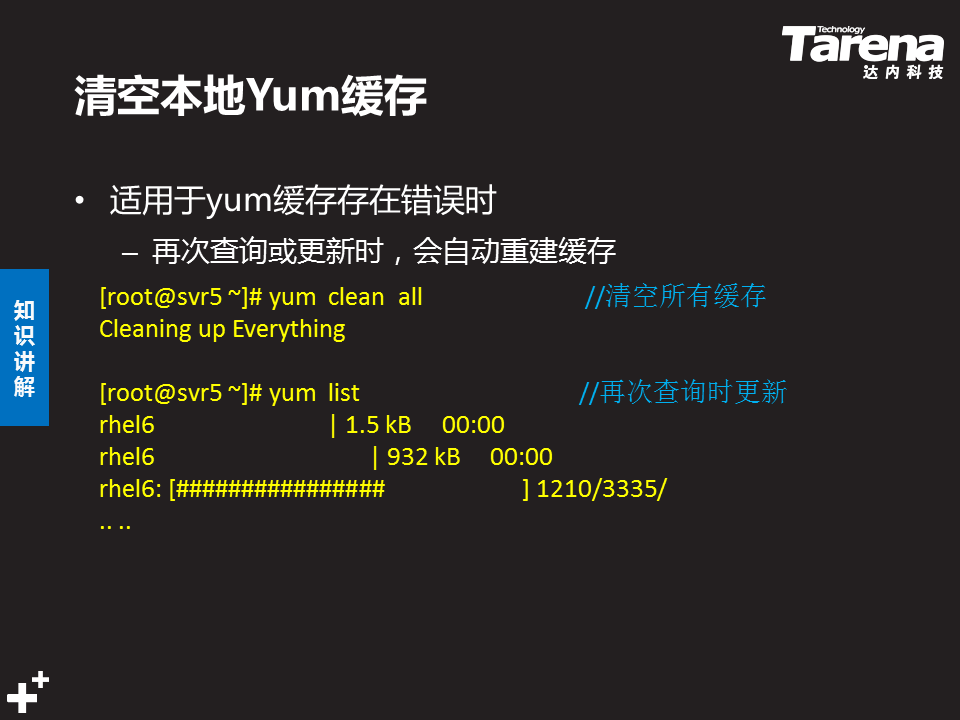 Technology
Tarena
达内科技
清空本地Yum缓存
• 适用于yum缓存存在错误时
– 再次查询或更新时，会自动重建缓存
知识讲解
[root@svr5 ~]# yum clean all //清空所有缓存
Cleaning up Everything
[root@svr5 ~]# yum list //再次查询时更新
rhel6 | 1.5 kB 00:00
rhel6 | 932 kB 00:00
rhel6: [################ ] 1210/3335/
.. ..